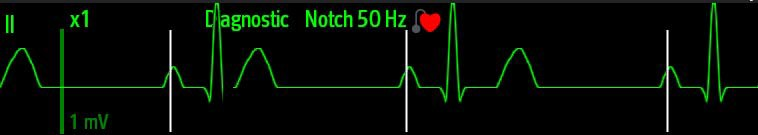 II
x1
Diagnostic
Notch 50 Hz
1 mV